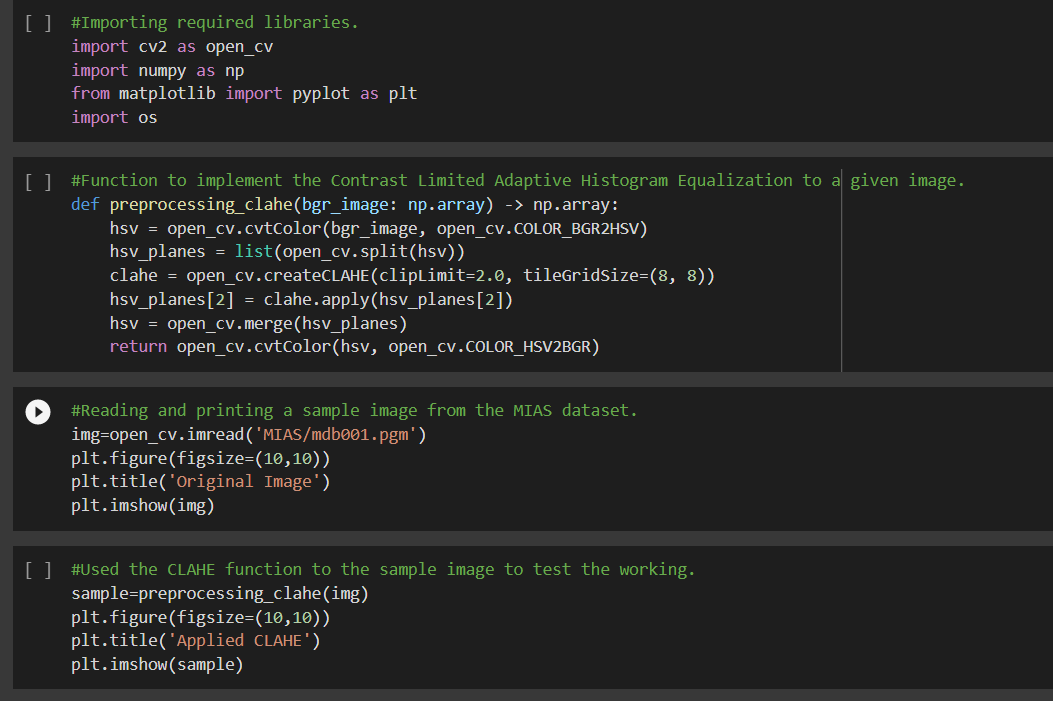 [ ] #Importing required libraries.
import cv2 as open_cv
import numpy as np
from matplotlib import pyplot as plt
import os
[ ] #Function to implement the Contrast Limited Adaptive Histogram Equalization to a given image.
def preprocessing_clahe(bgr_image: np.array) -> np.array:
    hsv = open_cv.cvtColor(bgr_image, open_cv.COLOR_BGR2HSV)
    hsv_planes = list(open_cv.split(hsv))
    clahe = open_cv.createCLAHE(clipLimit=2.0, tileGridSize=(8, 8))
    hsv_planes[2] = clahe.apply(hsv_planes[2])
    hsv = open_cv.merge(hsv_planes)
    return open_cv.cvtColor(hsv, open_cv.COLOR_HSV2BGR)
#Reading and printing a sample image from the MIAS dataset.
img=open_cv.imread('MIAS/mdb001.pgm')
plt.figure(figsize=(10,10))
plt.title('Original Image')
plt.imshow(img)
[ ] #Used the CLAHE function to the sample image to test the working.
sample=preprocessing_clahe(img)
plt.figure(figsize=(10,10))
plt.title('Applied CLAHE')
plt.imshow(sample)